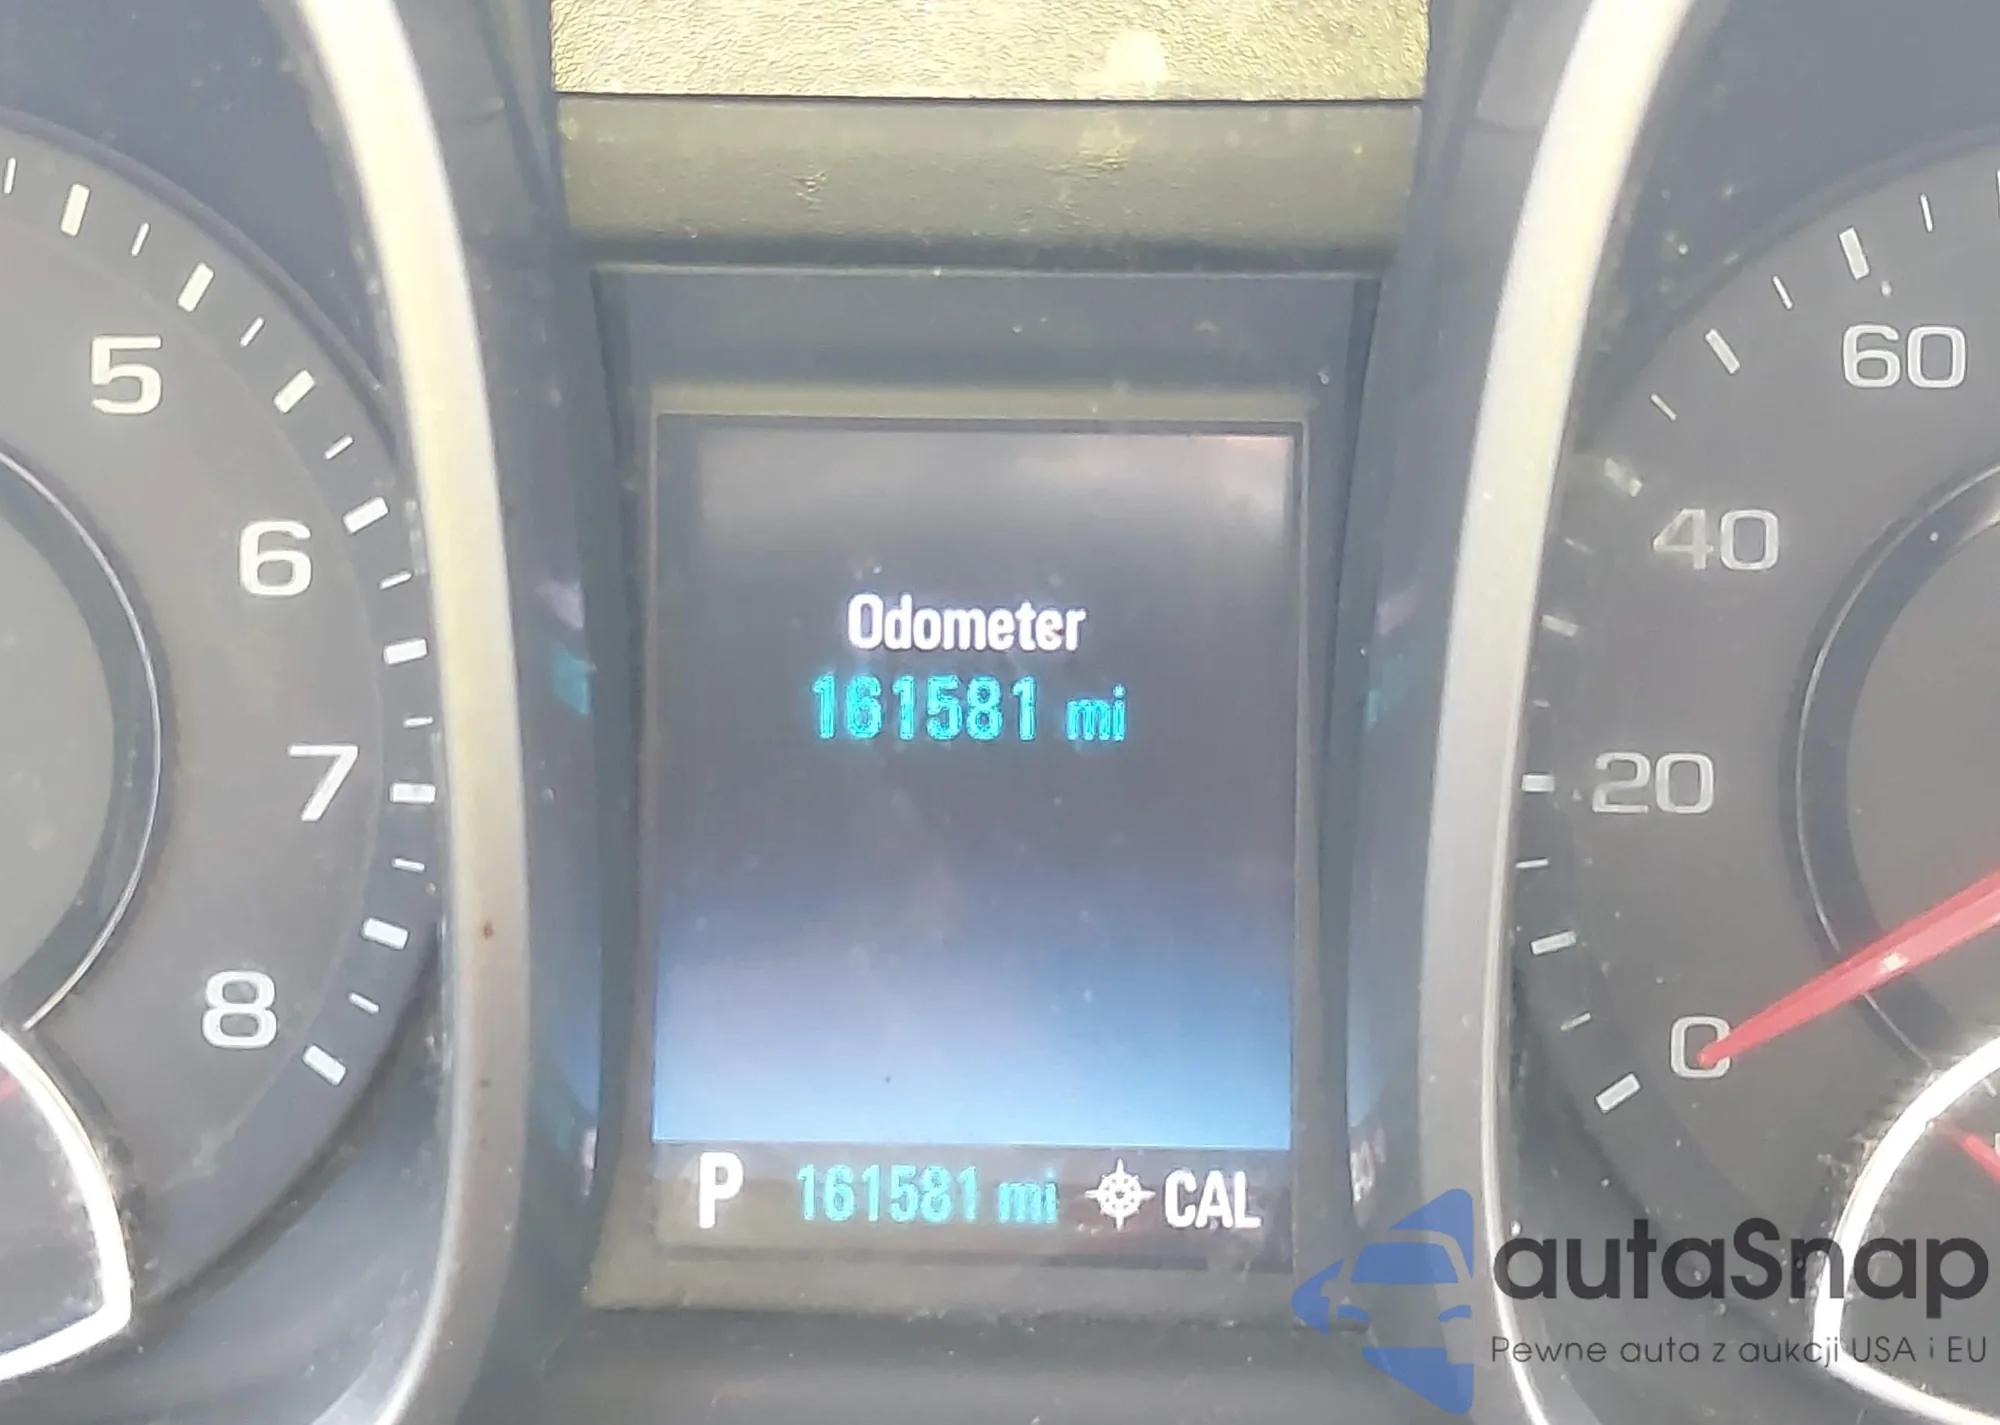 5
6
7
8
Odometer
161581 mi
P 161581 mi CAL
60
40
20
0
autaSnap
Pewne auta z aukcji USA i EU